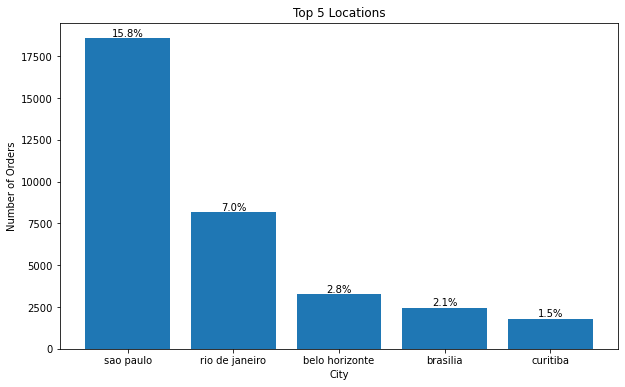 Top 5 Locations
Number of Orders
17500
15000
12500
10000
7500
5000
2500
0
15.8%
7.0%
2.8%
2.1%
1.5%
sao paulo
rio de janeiro
belo horizonte
brasilia
curitiba
City